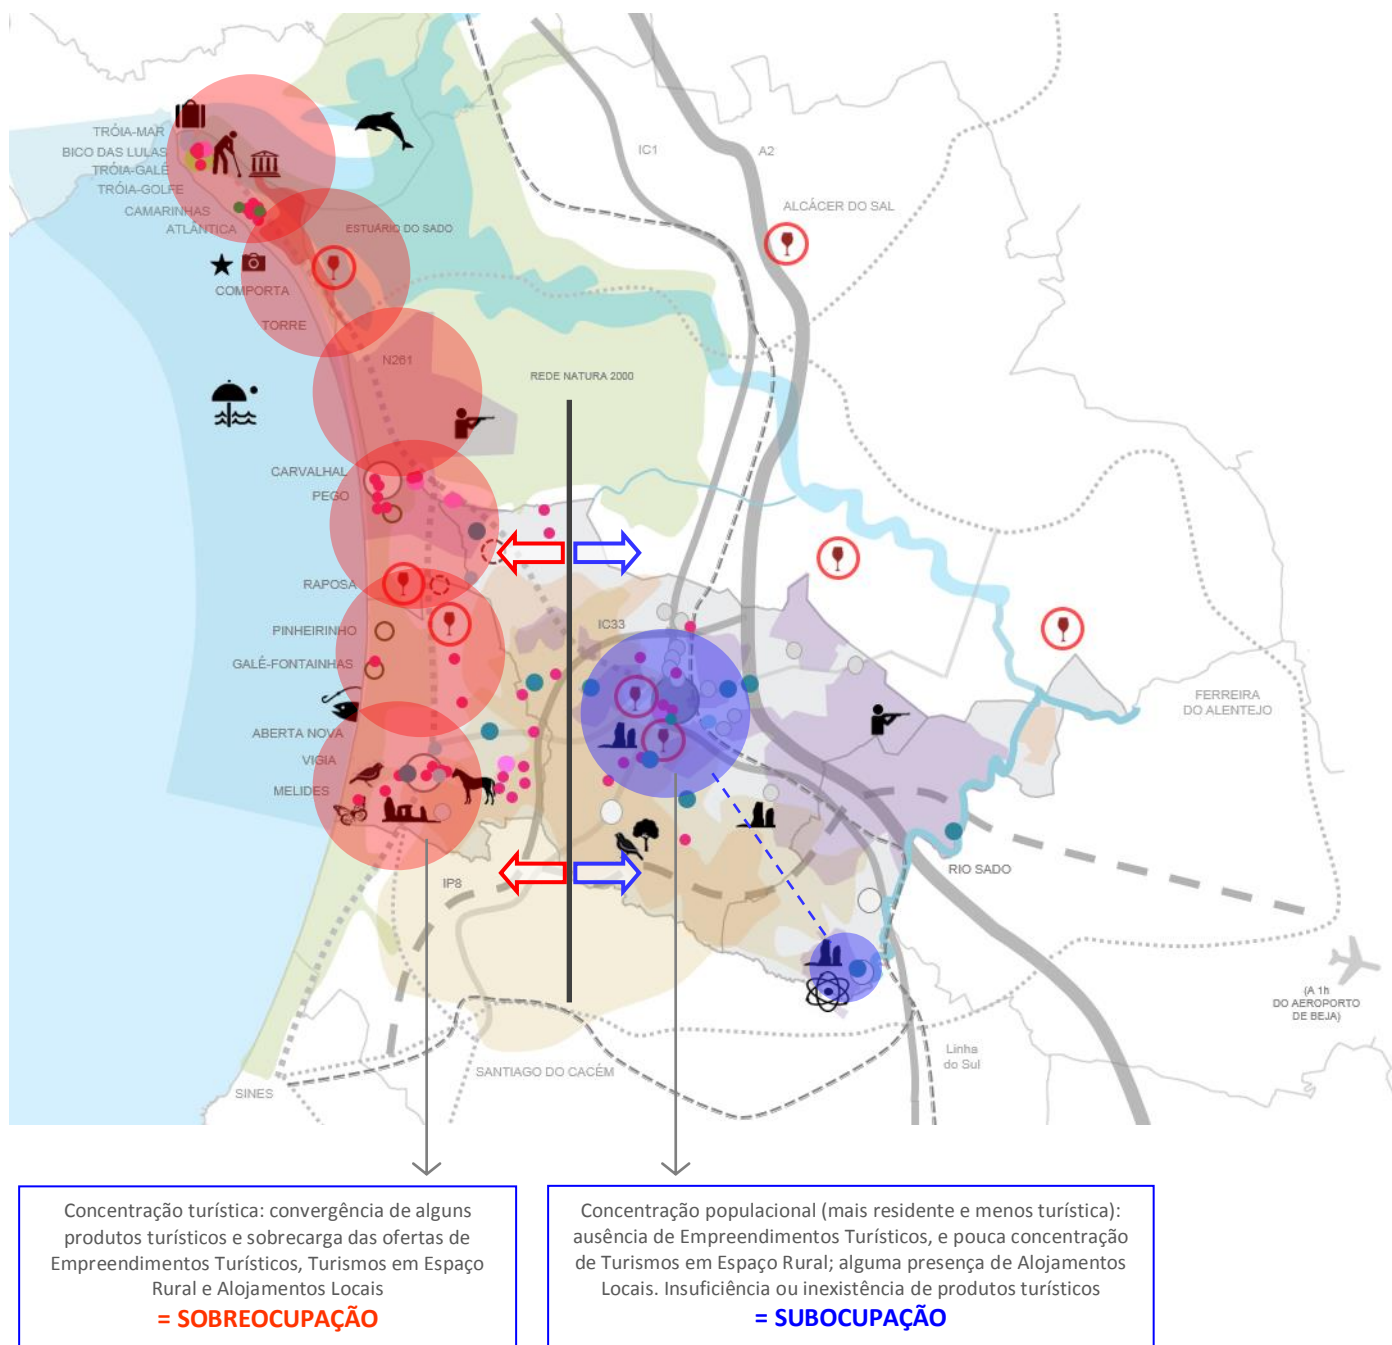 TRÓIA-MAR
BICO DAS LULAS
TRÓIA-GALÉ
TRÓIA-GOLFE
CAMARINHAS
ATLÂNTICA
ESTUÁRIO DO SADO
IC1
A2
ALCÁCER DO SAL
COMPORTA
TORRE
N261
REDE NATURA 2000
CARVALHAL
PEGO
RAPOSA
PINHEIRINHO
GALÉ-FONTAINHAS
IC33
ABERTA NOVA
VIGIA
MELIDES
FERREIRA
DO ALENTEJO
IP8
RIO SADO
(A 1h
DO AEROPORTO
DE BEJA)
Linha
do Sul
SANTIAGO DO CACÉM
SINES
Concentração turística: convergência de alguns
produtos turísticos e sobrecarga das ofertas de
Empreendimentos Turísticos, Turismos em Espaço
Rural e Alojamentos Locais
= SOBREOCUPAÇÃO
Concentração populacional (mais residente e menos turística):
ausência de Empreendimentos Turísticos, e pouca concentração
de Turismos em Espaço Rural; alguma presença de Alojamentos
Locais. Insuficiência ou inexistência de produtos turísticos
= SUBOCUPAÇÃO